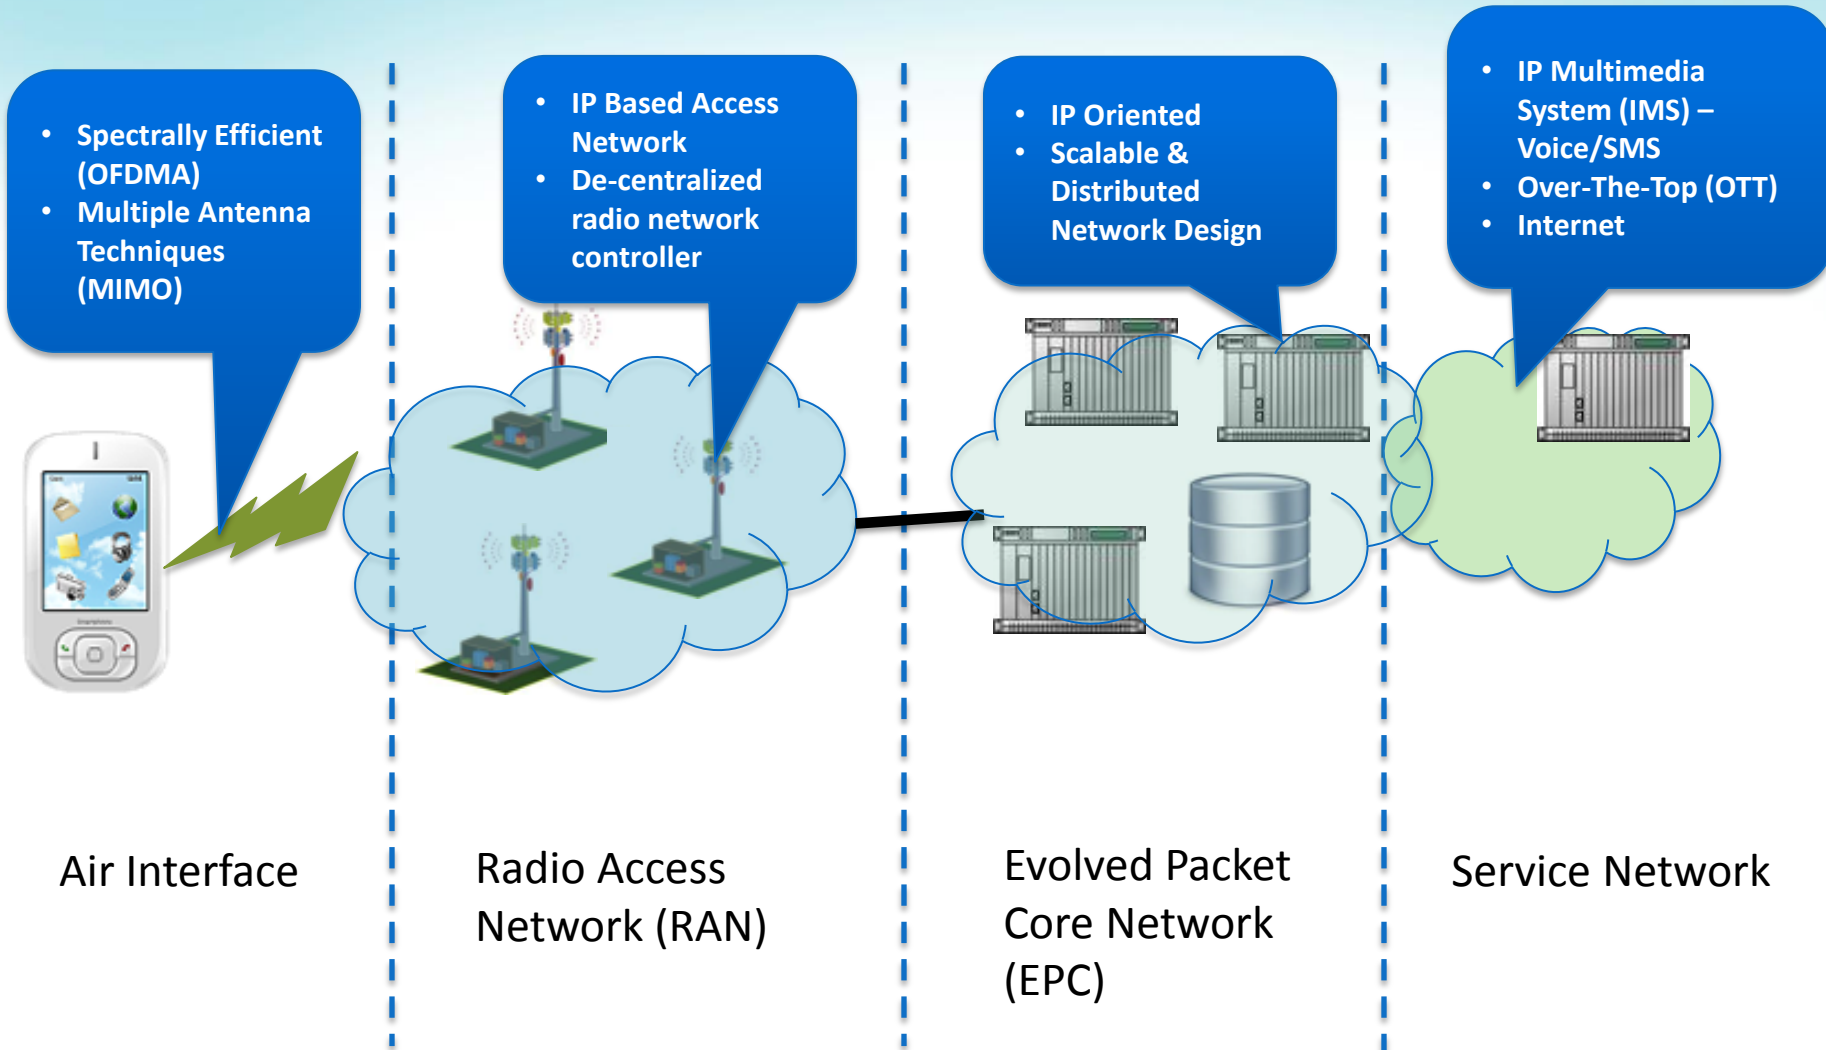 • Spectrally Efficient
(OFDMA)
• Multiple Antenna
Techniques
(MIMO)
• IP Based Access
Network
• De-centralized
radio network
controller
• IP Oriented
• Scalable &
Distributed
Network Design
• IP Multimedia
System (IMS) –
Voice/SMS
• Over-The-Top (OTT)
• Internet
Air Interface
Radio Access
Network (RAN)
Evolved Packet
Core Network
(EPC)
Service Network